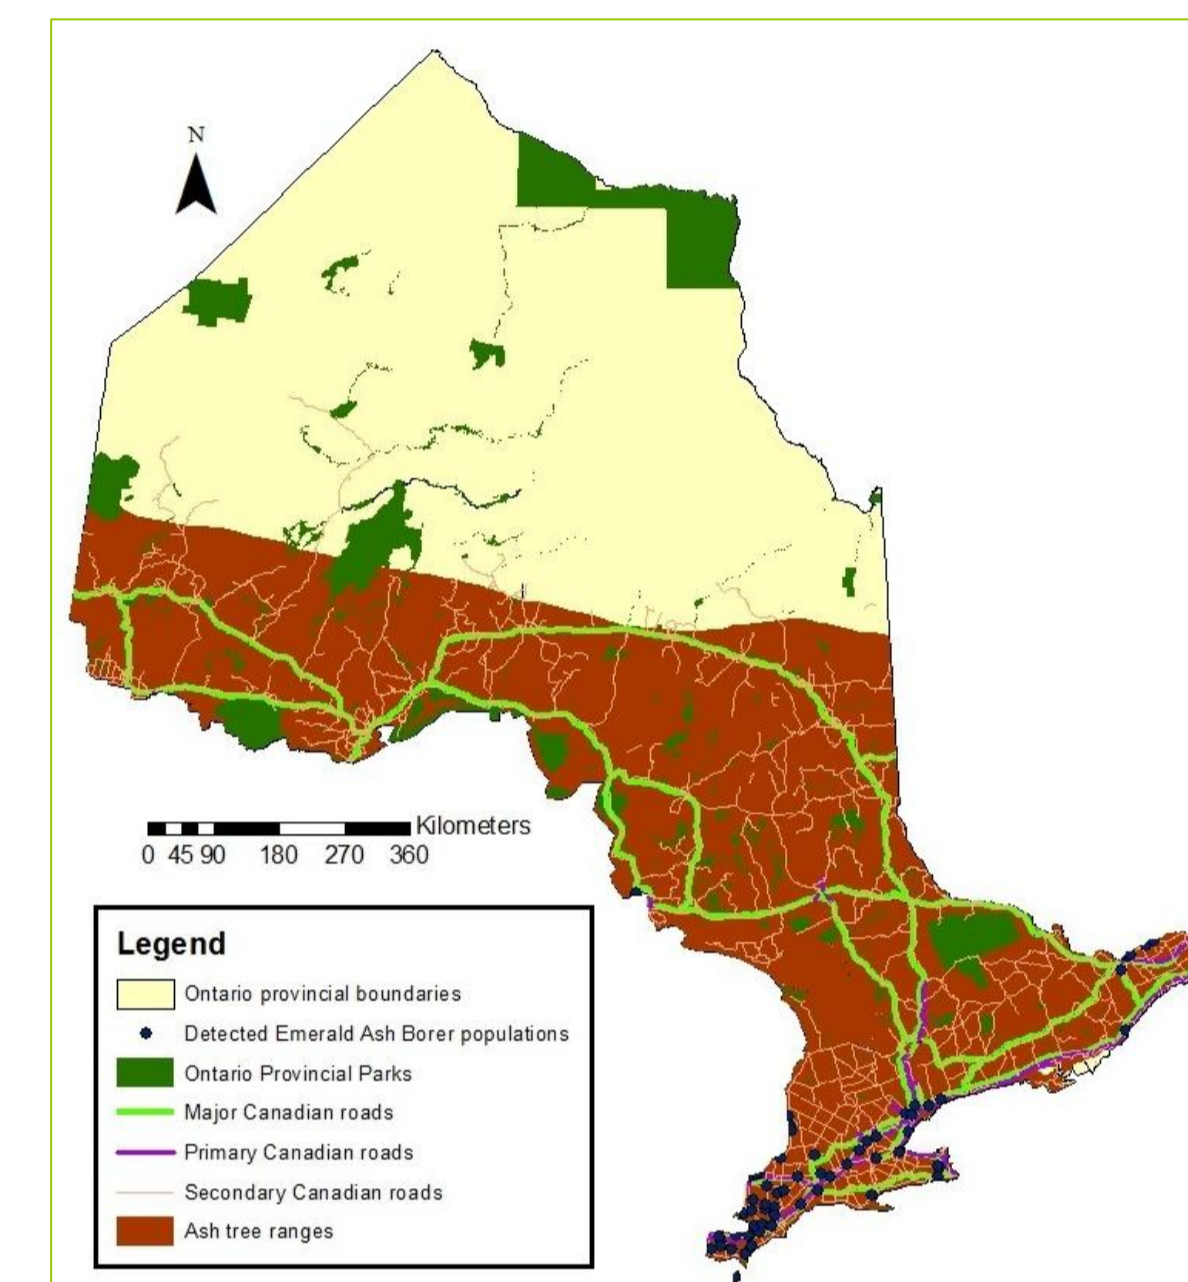 N
Kilometers
0 45 90 180 270 360
Legend
Ontario provincial boundaries
Detected Emerald Ash Borer populations
Ontario Provincial Parks
Major Canadian roads
Primary Canadian roads
Secondary Canadian roads
Ash tree ranges